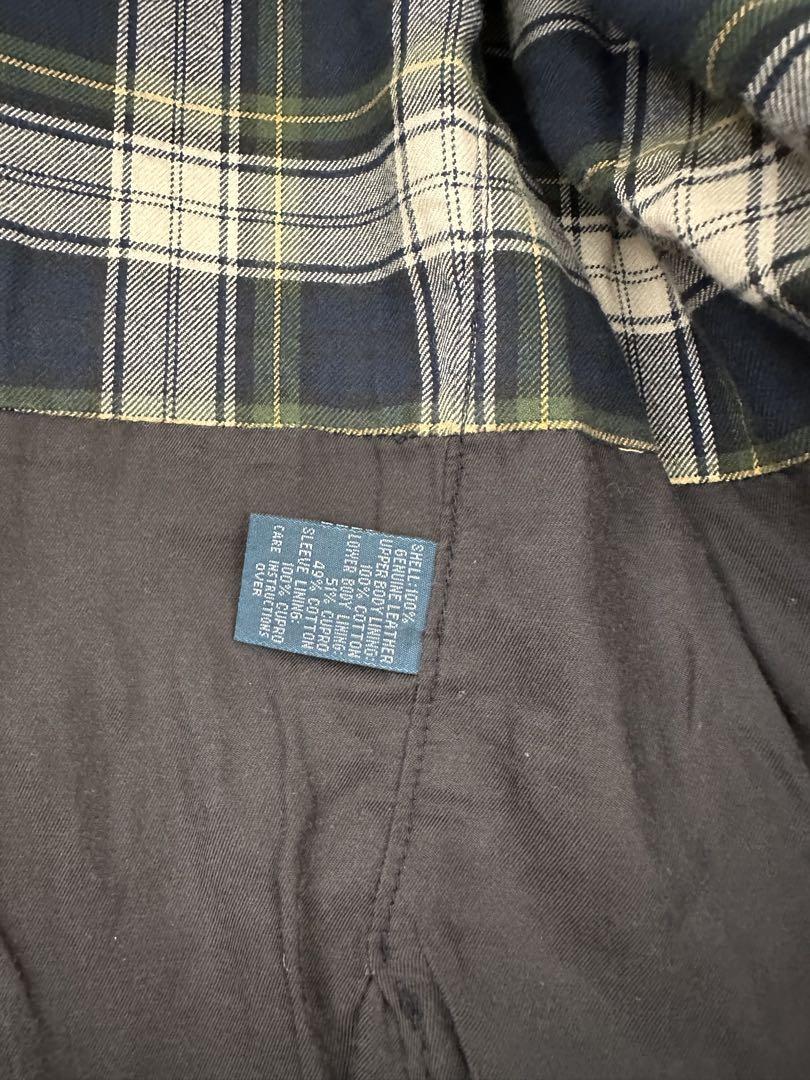 SHELL:100%
GENUINE LEATHER
UPPER BODY LINING:
100% COTTON
LOWER BODY LINING:
51% CUPRO
49% COTTON
SLEEVE LINING:
100% CUPRO
CARE INSTRUCTIONS
OVER